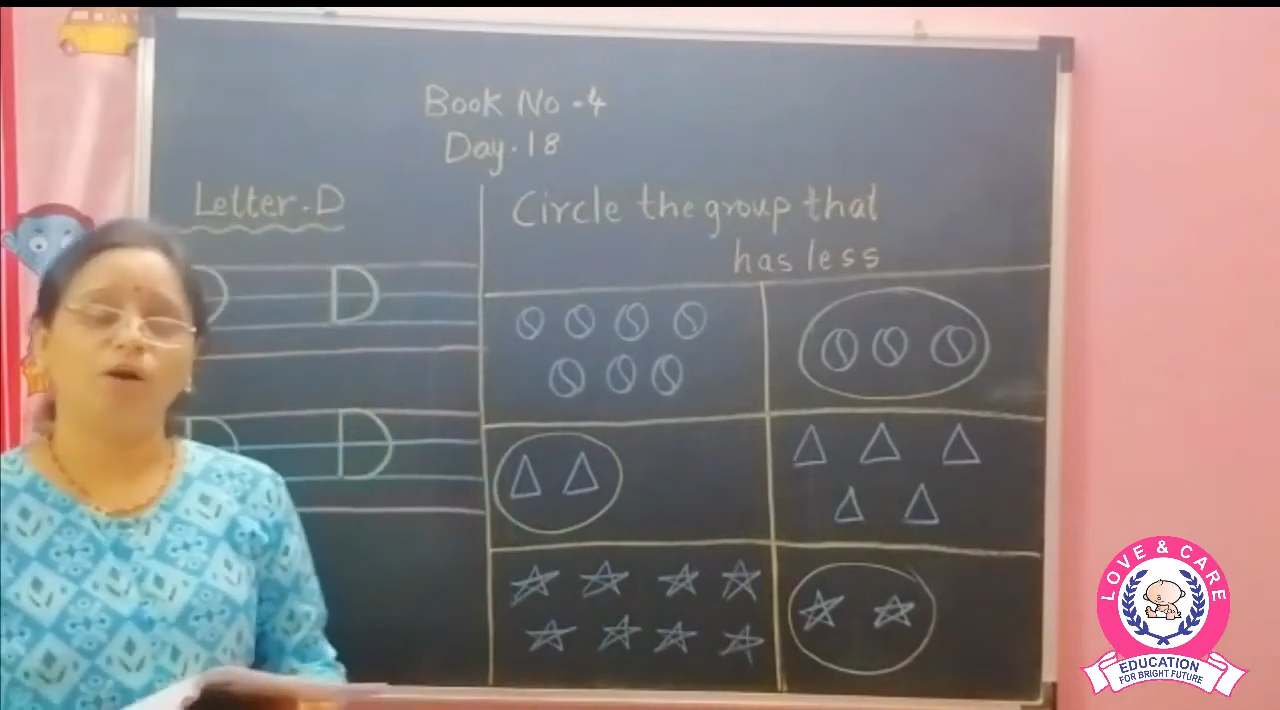 Book No-4
Day.18
Letter.D
D D
D D
Circle the group that
has less
LOVE & CARE
EDUCATION
FOR BRIGHT FUTURE